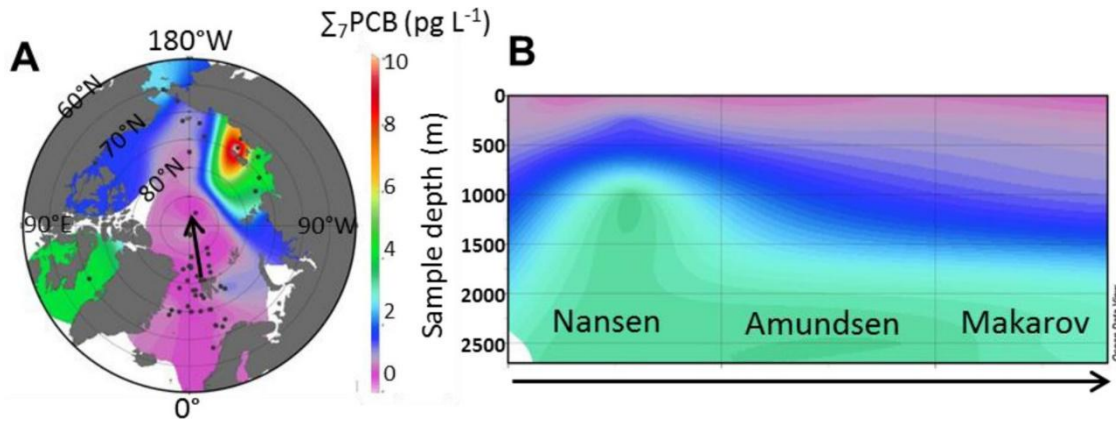 ∑₇PCB (pg L⁻¹)
A
180°W
B
60°N
70°N
80°N
90°E
90°W
0°
10
8
6
4
2
0
Sample depth (m)
0
500
1000
1500
2000
2500
Nansen
Amundsen
Makarov